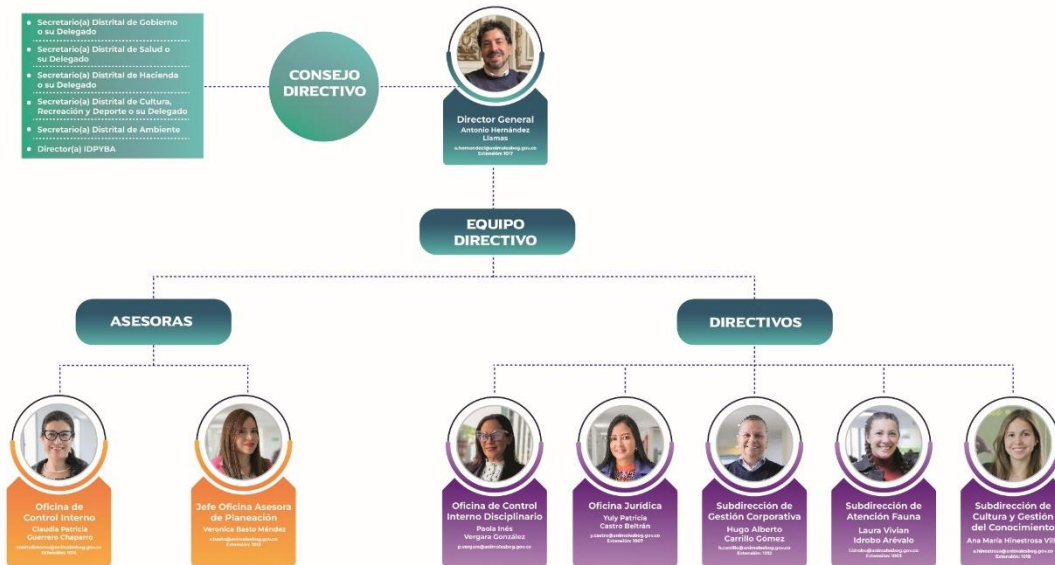 Secretario(a) Distrital de Gobierno
o su Delegado
Secretario(a) Distrital de Salud o
su Delegado
Secretario(a) Distrital de Hacienda
o su Delegado
Secretario(a) Distrital de Cultura,
Recreación y Deporte o su Delegado
Secretario(a) Distrital de Ambiente
Director(a) IDPYBA
CONSEJO
DIRECTIVO
Director General
Antonio Hernández
Llamas
EQUIPO
DIRECTIVO
ASESORAS
DIRECTIVOS
Oficina de
Control Interno
Claudia Patricia
Guerrero Chaparro
Jefe Oficina Asesora
de Planeación
Veronica Basto Méndez
Oficina de Control
Interno Disciplinario
Paola Inés
Vergara González
Oficina Jurídica
Yuly Patricia
Castro Beltrán
Subdirección de
Gestión Corporativa
Hugo Alberto
Carrillo Gómez
Subdirección de
Atención Fauna
Laura Vivian
Idrobo Arévalo
Subdirección de
Cultura y Gestión
del Conocimiento
Ana María Hinestrosa